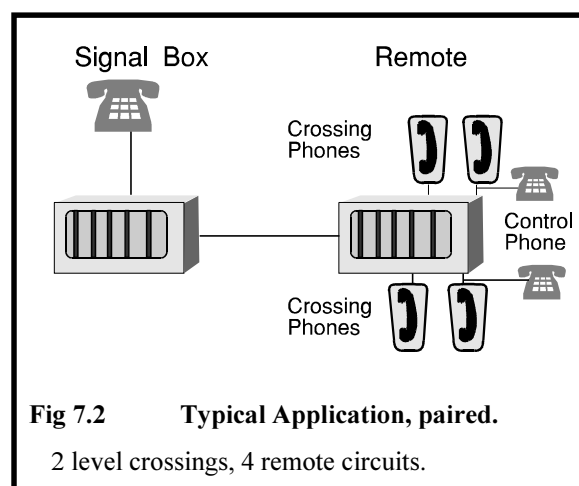 Signal Box
Remote
Crossing
Phones
Control
Phone
Crossing
Phones
Fig 7.2 Typical Application, paired.
2 level crossings, 4 remote circuits.